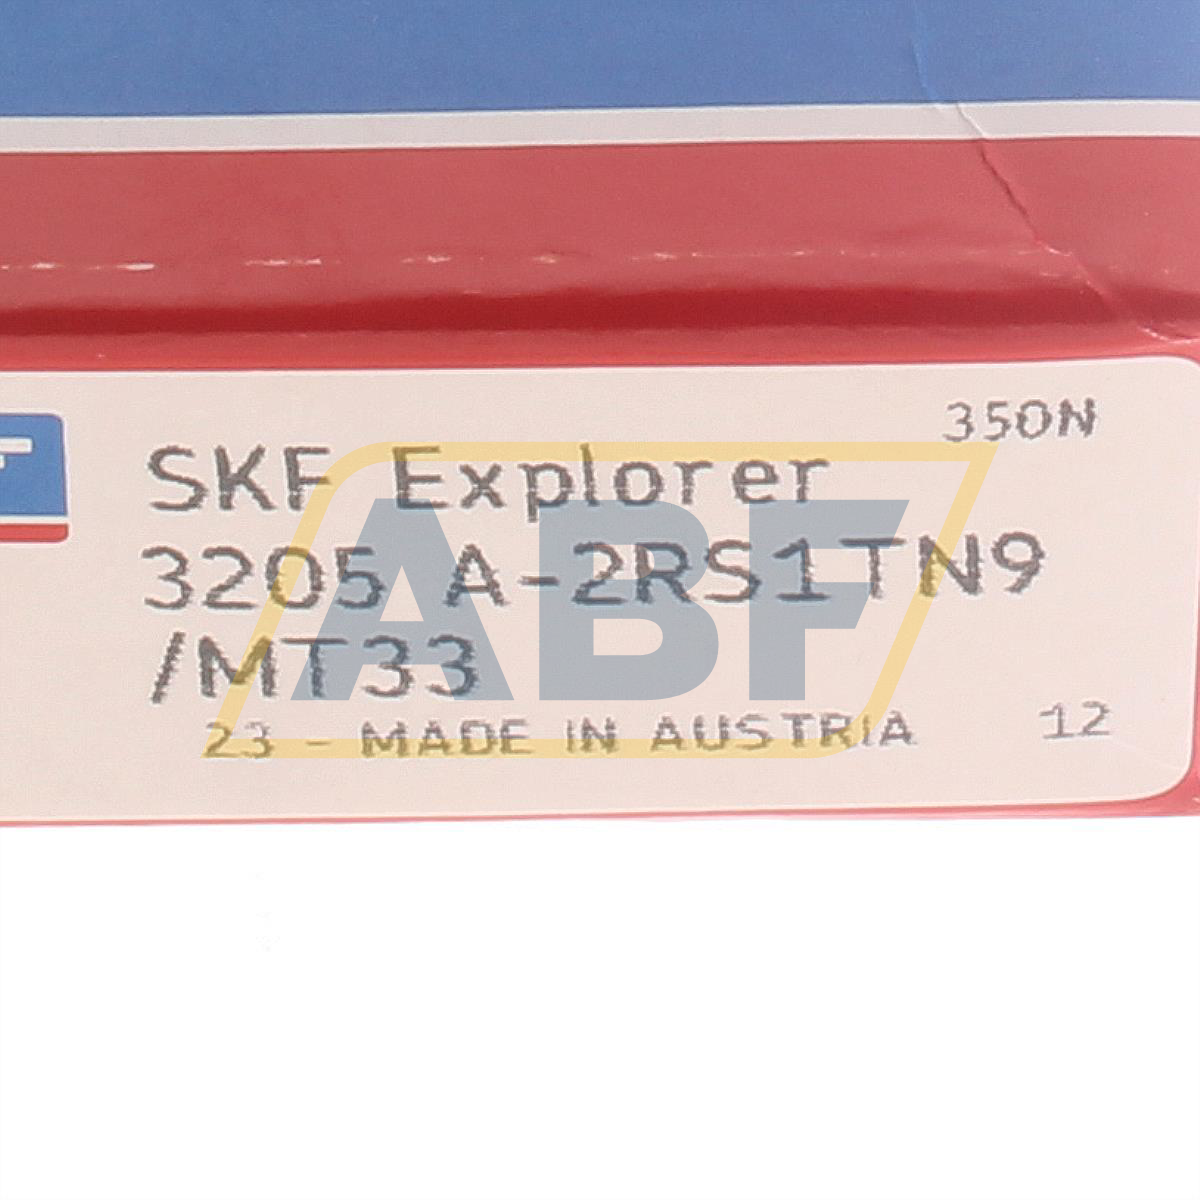 350N
SKF Explorer
3205 A-2RS1TN9
/MT33
23 - MADE IN AUSTRIA 12
ABF